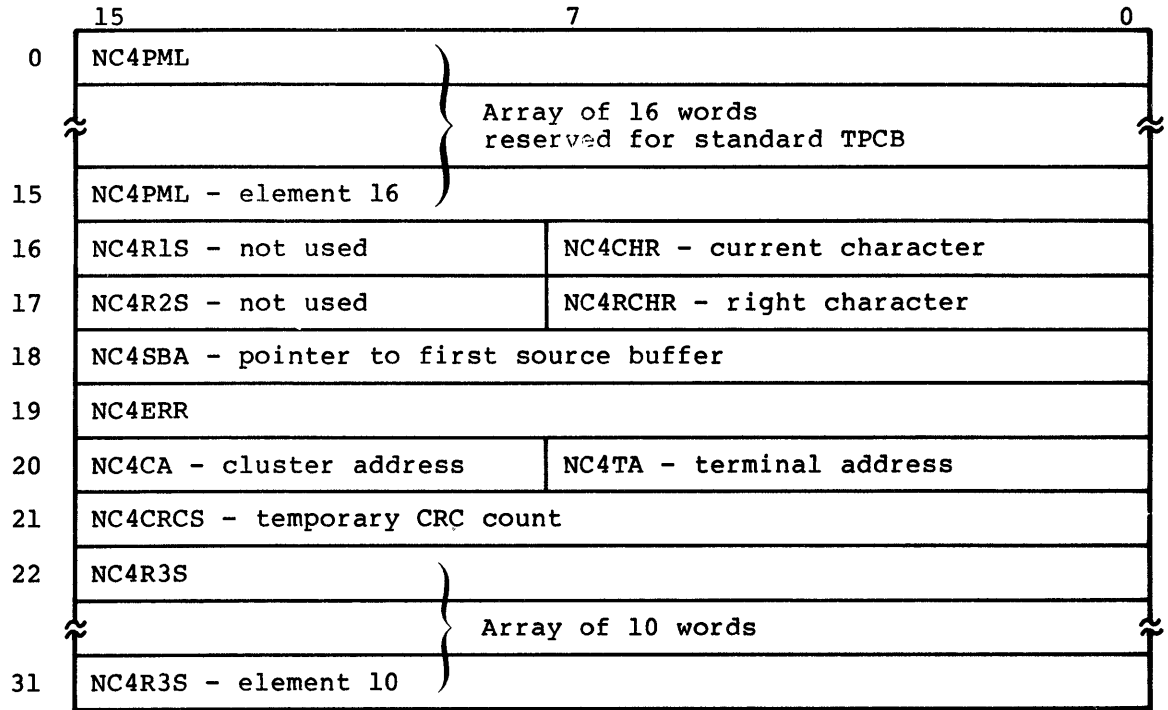 15 7 0
0 NC4PML
Array of 16 words
reserved for standard TPCB
15 NC4PML - element 16
16 NC4R1S - not used NC4CHR - current character
17 NC4R2S - not used NC4RCHR - right character
18 NC4SBA - pointer to first source buffer
19 NC4ERR
20 NC4CA - cluster address NC4TA - terminal address
21 NC4CRCS - temporary CRC count
22 NC4R3S
Array of 10 words
31 NC4R3S - element 10